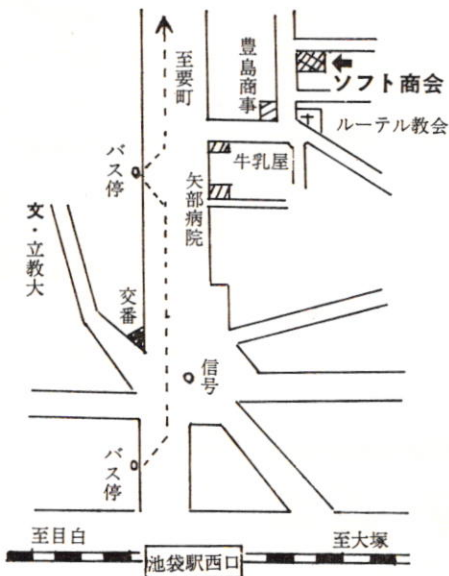 至要町
豊島商事
ソフト商会
ルーテル教会
バス停
牛乳屋
矢部病院
文・立教大
交番
信号
バス停
至目白
至大塚
池袋駅西口